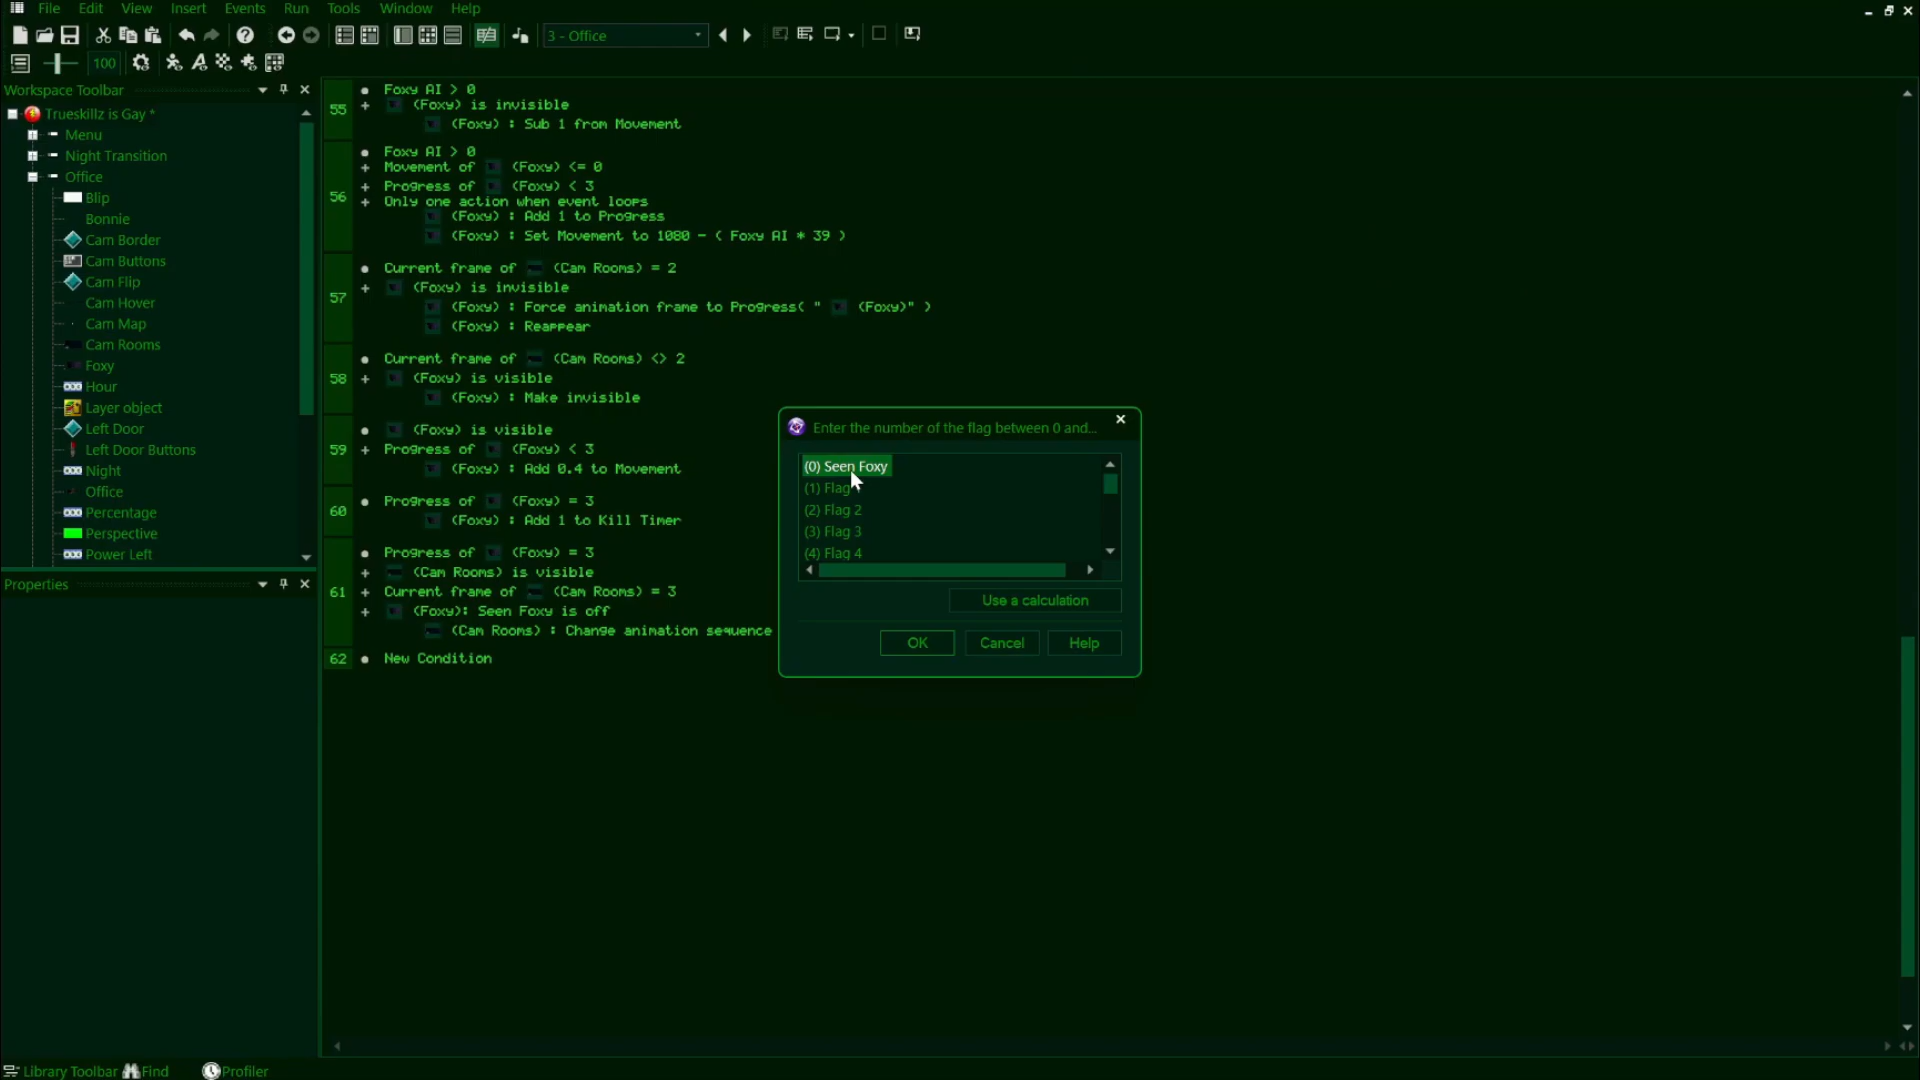 File Edit View Insert Events Run Tools Window Help
3 - Office
100
Workspace Toolbar
Trueskillz is Gay *
Menu
Night Transition
Office
Blip
Bonnie
Cam Border
Cam Buttons
Cam Flip
Cam Hover
Cam Map
Cam Rooms
Foxy
Hour
Layer object
Left Door
Left Door Buttons
Night
Office
Percentage
Perspective
Power Left
Properties
55
Foxy AI > 0
+ (Foxy) is invisible
(Foxy) : Sub 1 from Movement
56
Foxy AI > 0
+ Movement of (Foxy) <= 0
+ Progress of (Foxy) < 3
+ Only one action when event loops
(Foxy) : Add 1 to Progress
(Foxy) : Set Movement to 1080 - ( Foxy AI * 39 )
57
Current frame of (Cam Rooms) = 2
+ (Foxy) is invisible
(Foxy) : Force animation frame to Progress( " (Foxy)" )
(Foxy) : Reappear
58
Current frame of (Cam Rooms) <> 2
+ (Foxy) is visible
(Foxy) : Make invisible
59
(Foxy) is visible
+ Progress of (Foxy) < 3
(Foxy) : Add 0.4 to Movement
60
Progress of (Foxy) = 3
(Foxy) : Add 1 to Kill Timer
61
Progress of (Foxy) = 3
+ (Cam Rooms) is visible
+ Current frame of (Cam Rooms) = 3
+ (Foxy): Seen Foxy is off
(Cam Rooms) : Change animation sequence
62 New Condition
Enter the number of the flag between 0 and...
(0) Seen Foxy
(1) Flag
(2) Flag 2
(3) Flag 3
(4) Flag 4
Use a calculation
OK Cancel Help
Library Toolbar Find Profiler